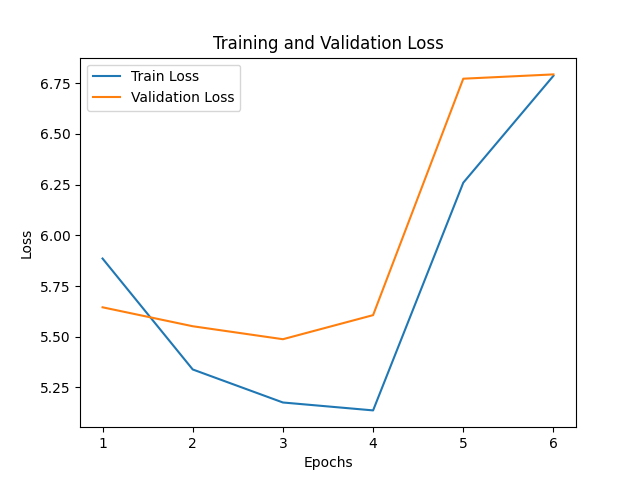 Training and Validation Loss
Train Loss
Validation Loss
6.75
6.50
6.25
6.00
5.75
5.50
5.25
Loss
1 2 3 4 5 6
Epochs